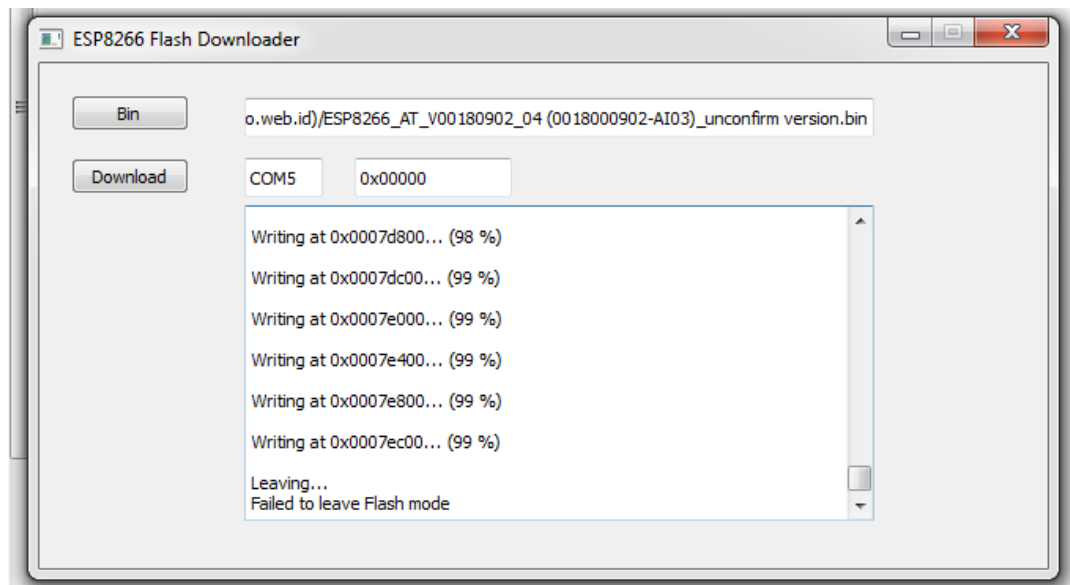 ESP8266 Flash Downloader
Bin
o.web.id)/ESP8266_AT_V00180902_04 (0018000902-AI03)_unconfirm version.bin
Download
COM5
0x00000
Writing at 0x0007d800... (98 %)
Writing at 0x0007dc00... (99 %)
Writing at 0x0007e000... (99 %)
Writing at 0x0007e400... (99 %)
Writing at 0x0007e800... (99 %)
Writing at 0x0007ec00... (99 %)
Leaving...
Failed to leave Flash mode